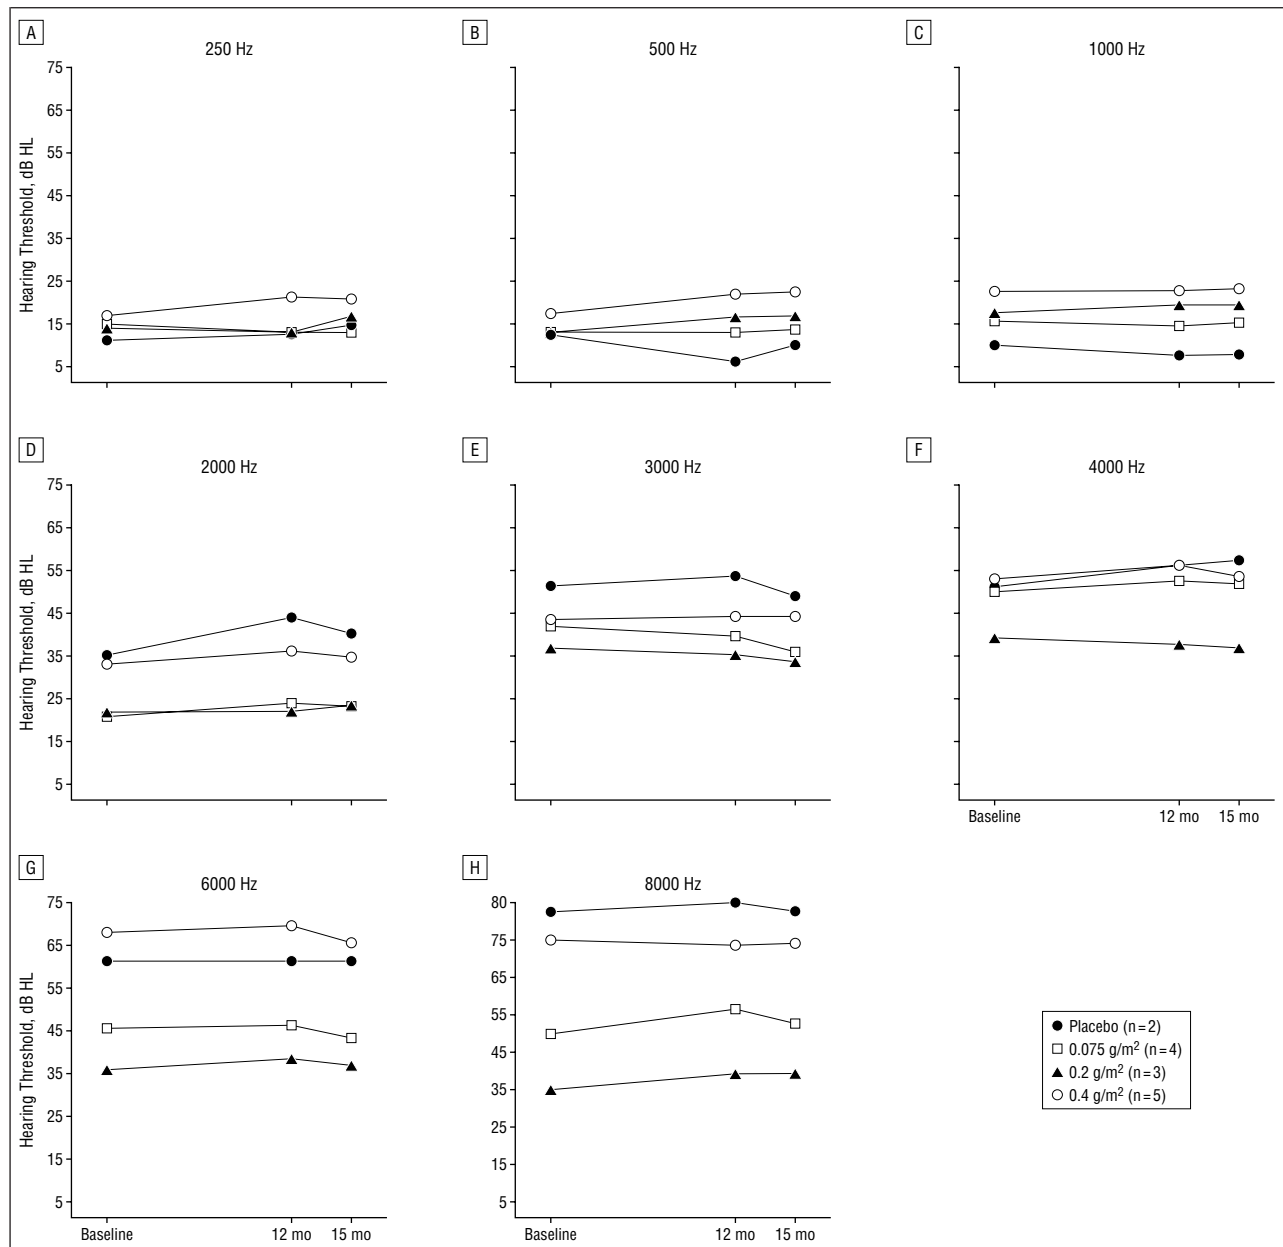 A
250 Hz
B
500 Hz
C
1000 Hz
Hearing Threshold, dB HL
75
65
55
45
35
25
15
5
D
2000 Hz
E
3000 Hz
F
4000 Hz
Hearing Threshold, dB HL
75
65
55
45
35
25
15
5
Baseline 12 mo 15 mo
G
6000 Hz
H
8000 Hz
Hearing Threshold, dB HL
75
65
55
45
35
25
15
5
Baseline 12 mo 15 mo
80
75
65
55
45
35
25
15
5
Baseline 12 mo 15 mo
Placebo (n=2)
0.075 g/m² (n=4)
0.2 g/m² (n=3)
0.4 g/m² (n=5)